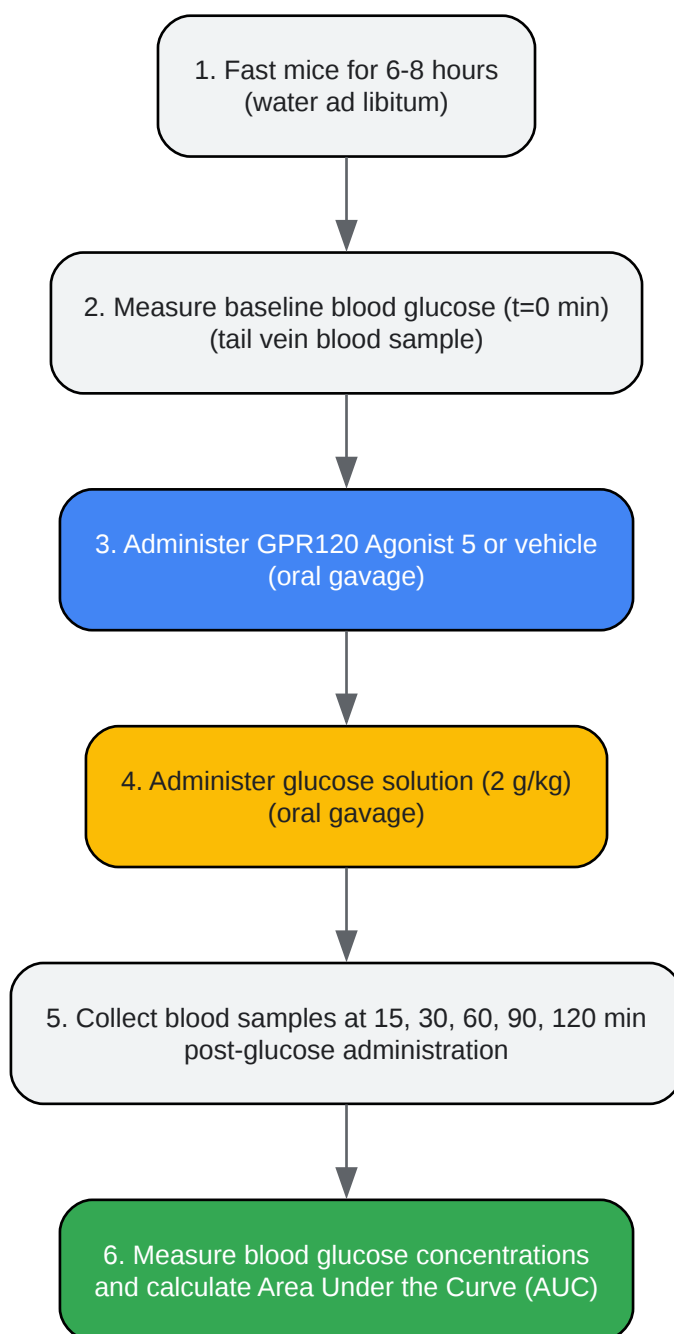 1. Fast mice for 6-8 hours
(water ad libitum)
2. Measure baseline blood glucose (t=0 min)
(tail vein blood sample)
3. Administer GPR120 Agonist 5 or vehicle
(oral gavage)
4. Administer glucose solution (2 g/kg)
(oral gavage)
5. Collect blood samples at 15, 30, 60, 90, 120 min
post-glucose administration
6. Measure blood glucose concentrations
and calculate Area Under the Curve (AUC)